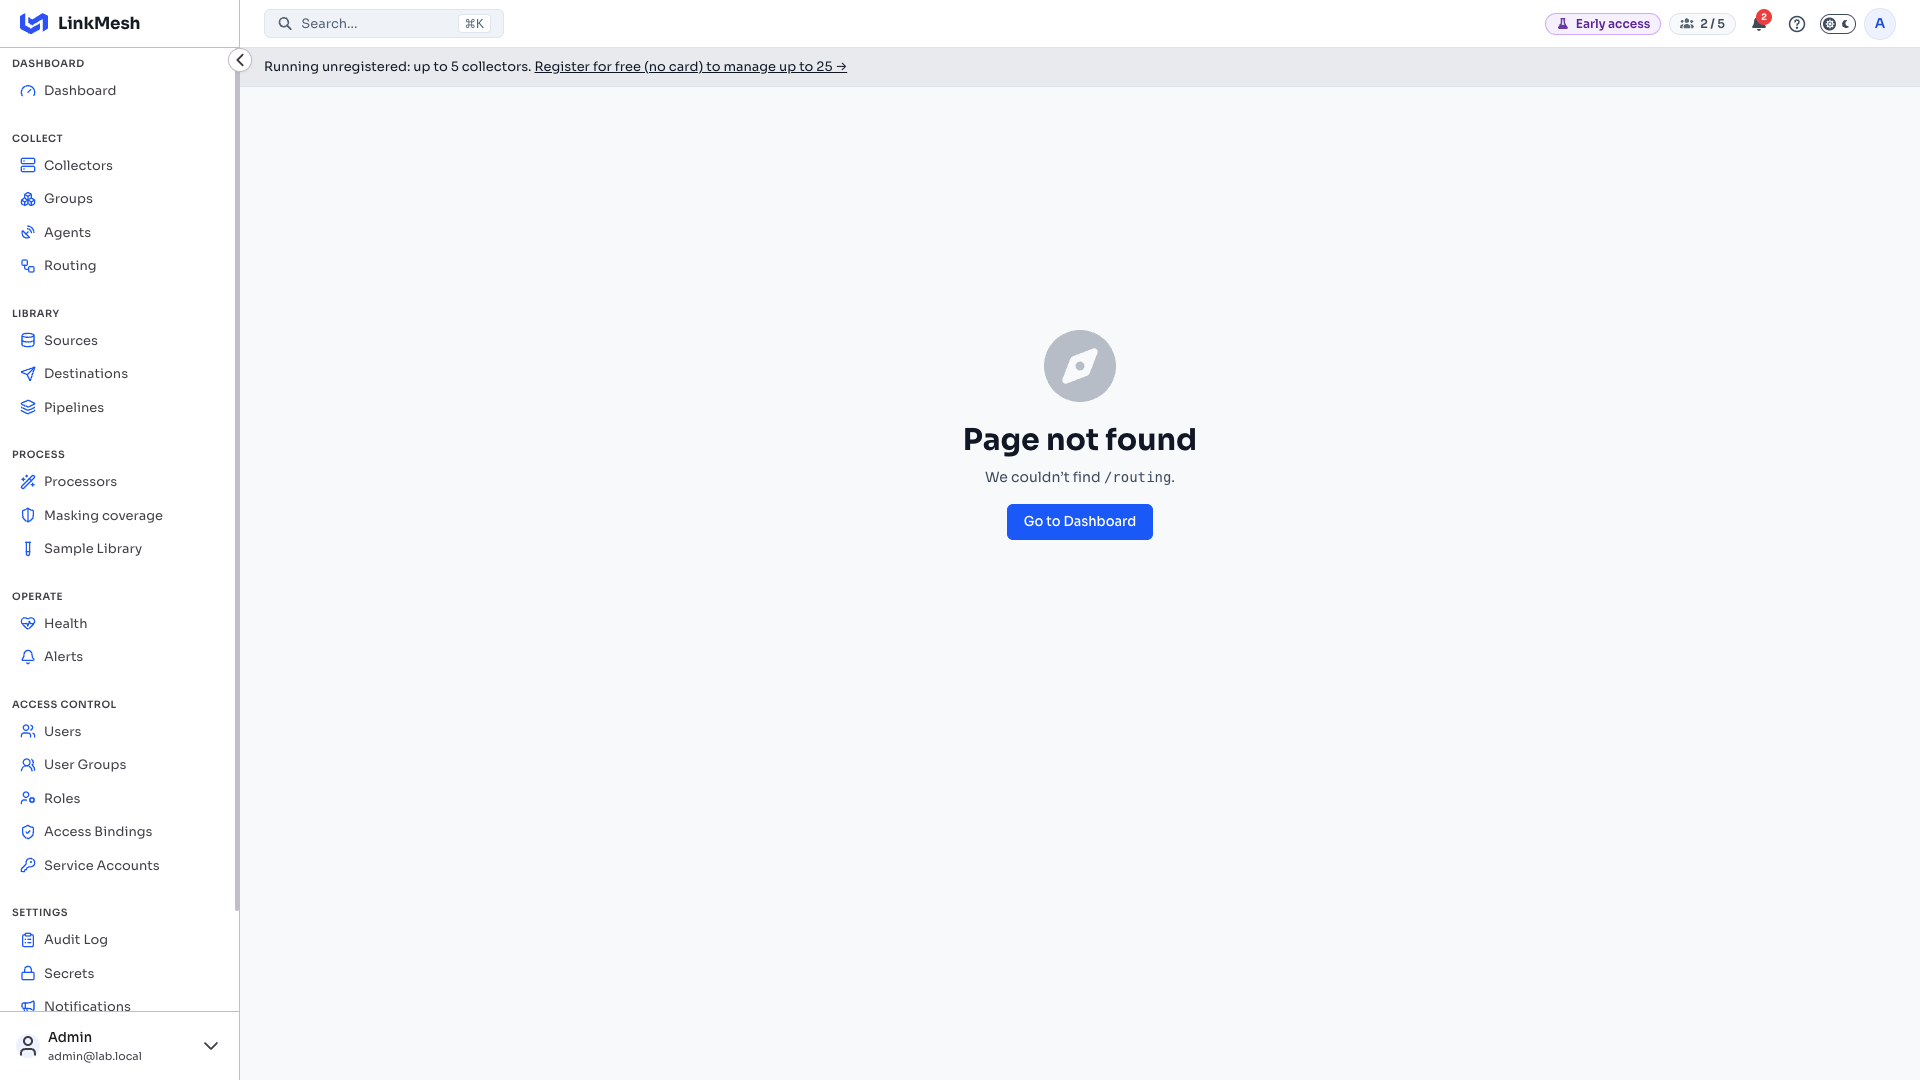 LinkMesh
Search...
⌘K
Early access
2 / 5
2
A
Running unregistered: up to 5 collectors. Register for free (no card) to manage up to 25 →
DASHBOARD
Dashboard
COLLECT
Collectors
Groups
Agents
Routing
LIBRARY
Sources
Destinations
Pipelines
PROCESS
Processors
Masking coverage
Sample Library
OPERATE
Health
Alerts
ACCESS CONTROL
Users
User Groups
Roles
Access Bindings
Service Accounts
SETTINGS
Audit Log
Secrets
Notifications
Admin
admin@lab.local
Page not found
We couldn’t find /routing.
Go to Dashboard